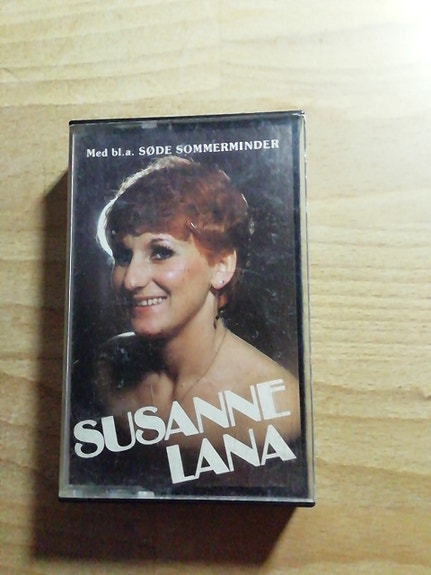 Med bl.a. SØDE SOMMERMINDER
SUSANNE
LANA